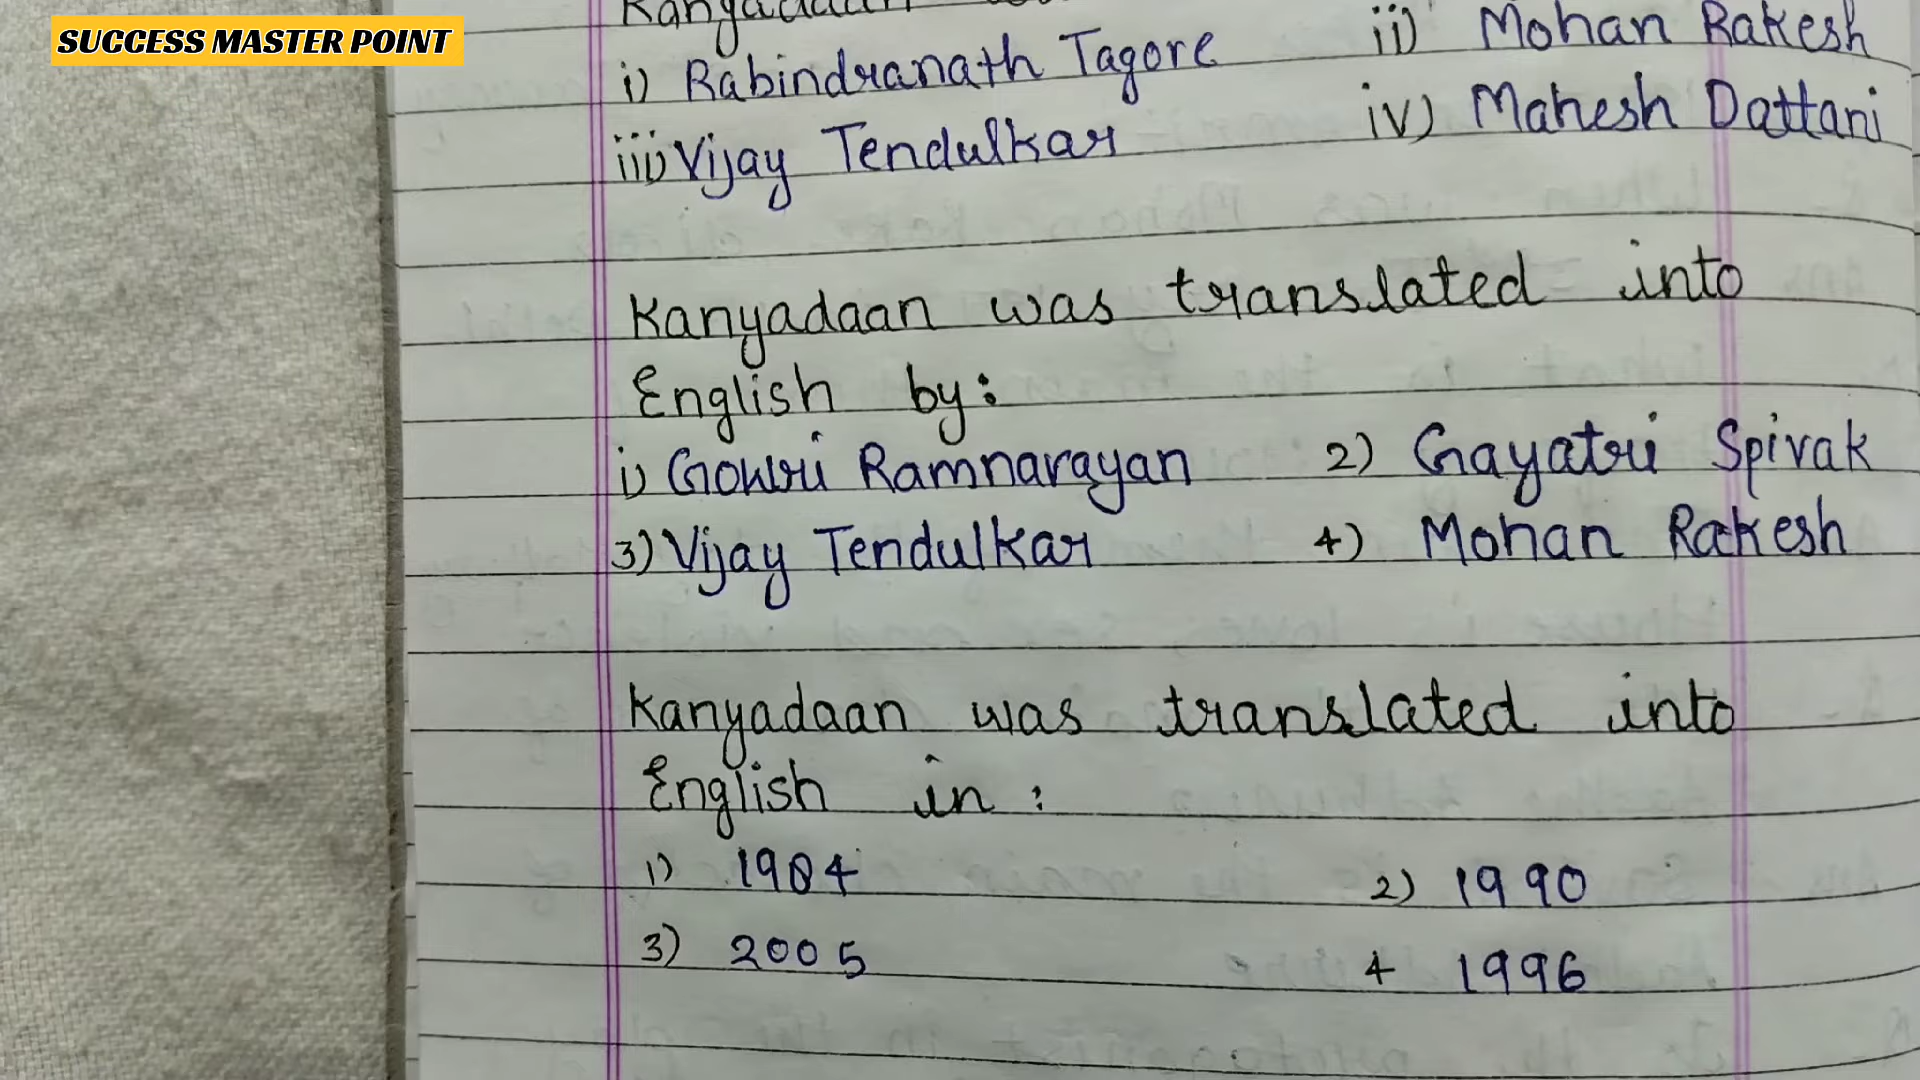 SUCCESS MASTER POINT
i) Rabindranath Tagore ii) Mohan Rakesh
iii) Vijay Tendulkar iv) Mahesh Dattani
Kanyadaan was translated into
English by:
i) Gowri Ramnarayan 2) Gayatri Spivak
3) Vijay Tendulkar 4) Mohan Rakesh
Kanyadaan was translated into
English in:
1) 1984 2) 1990
3) 2005 4 1996